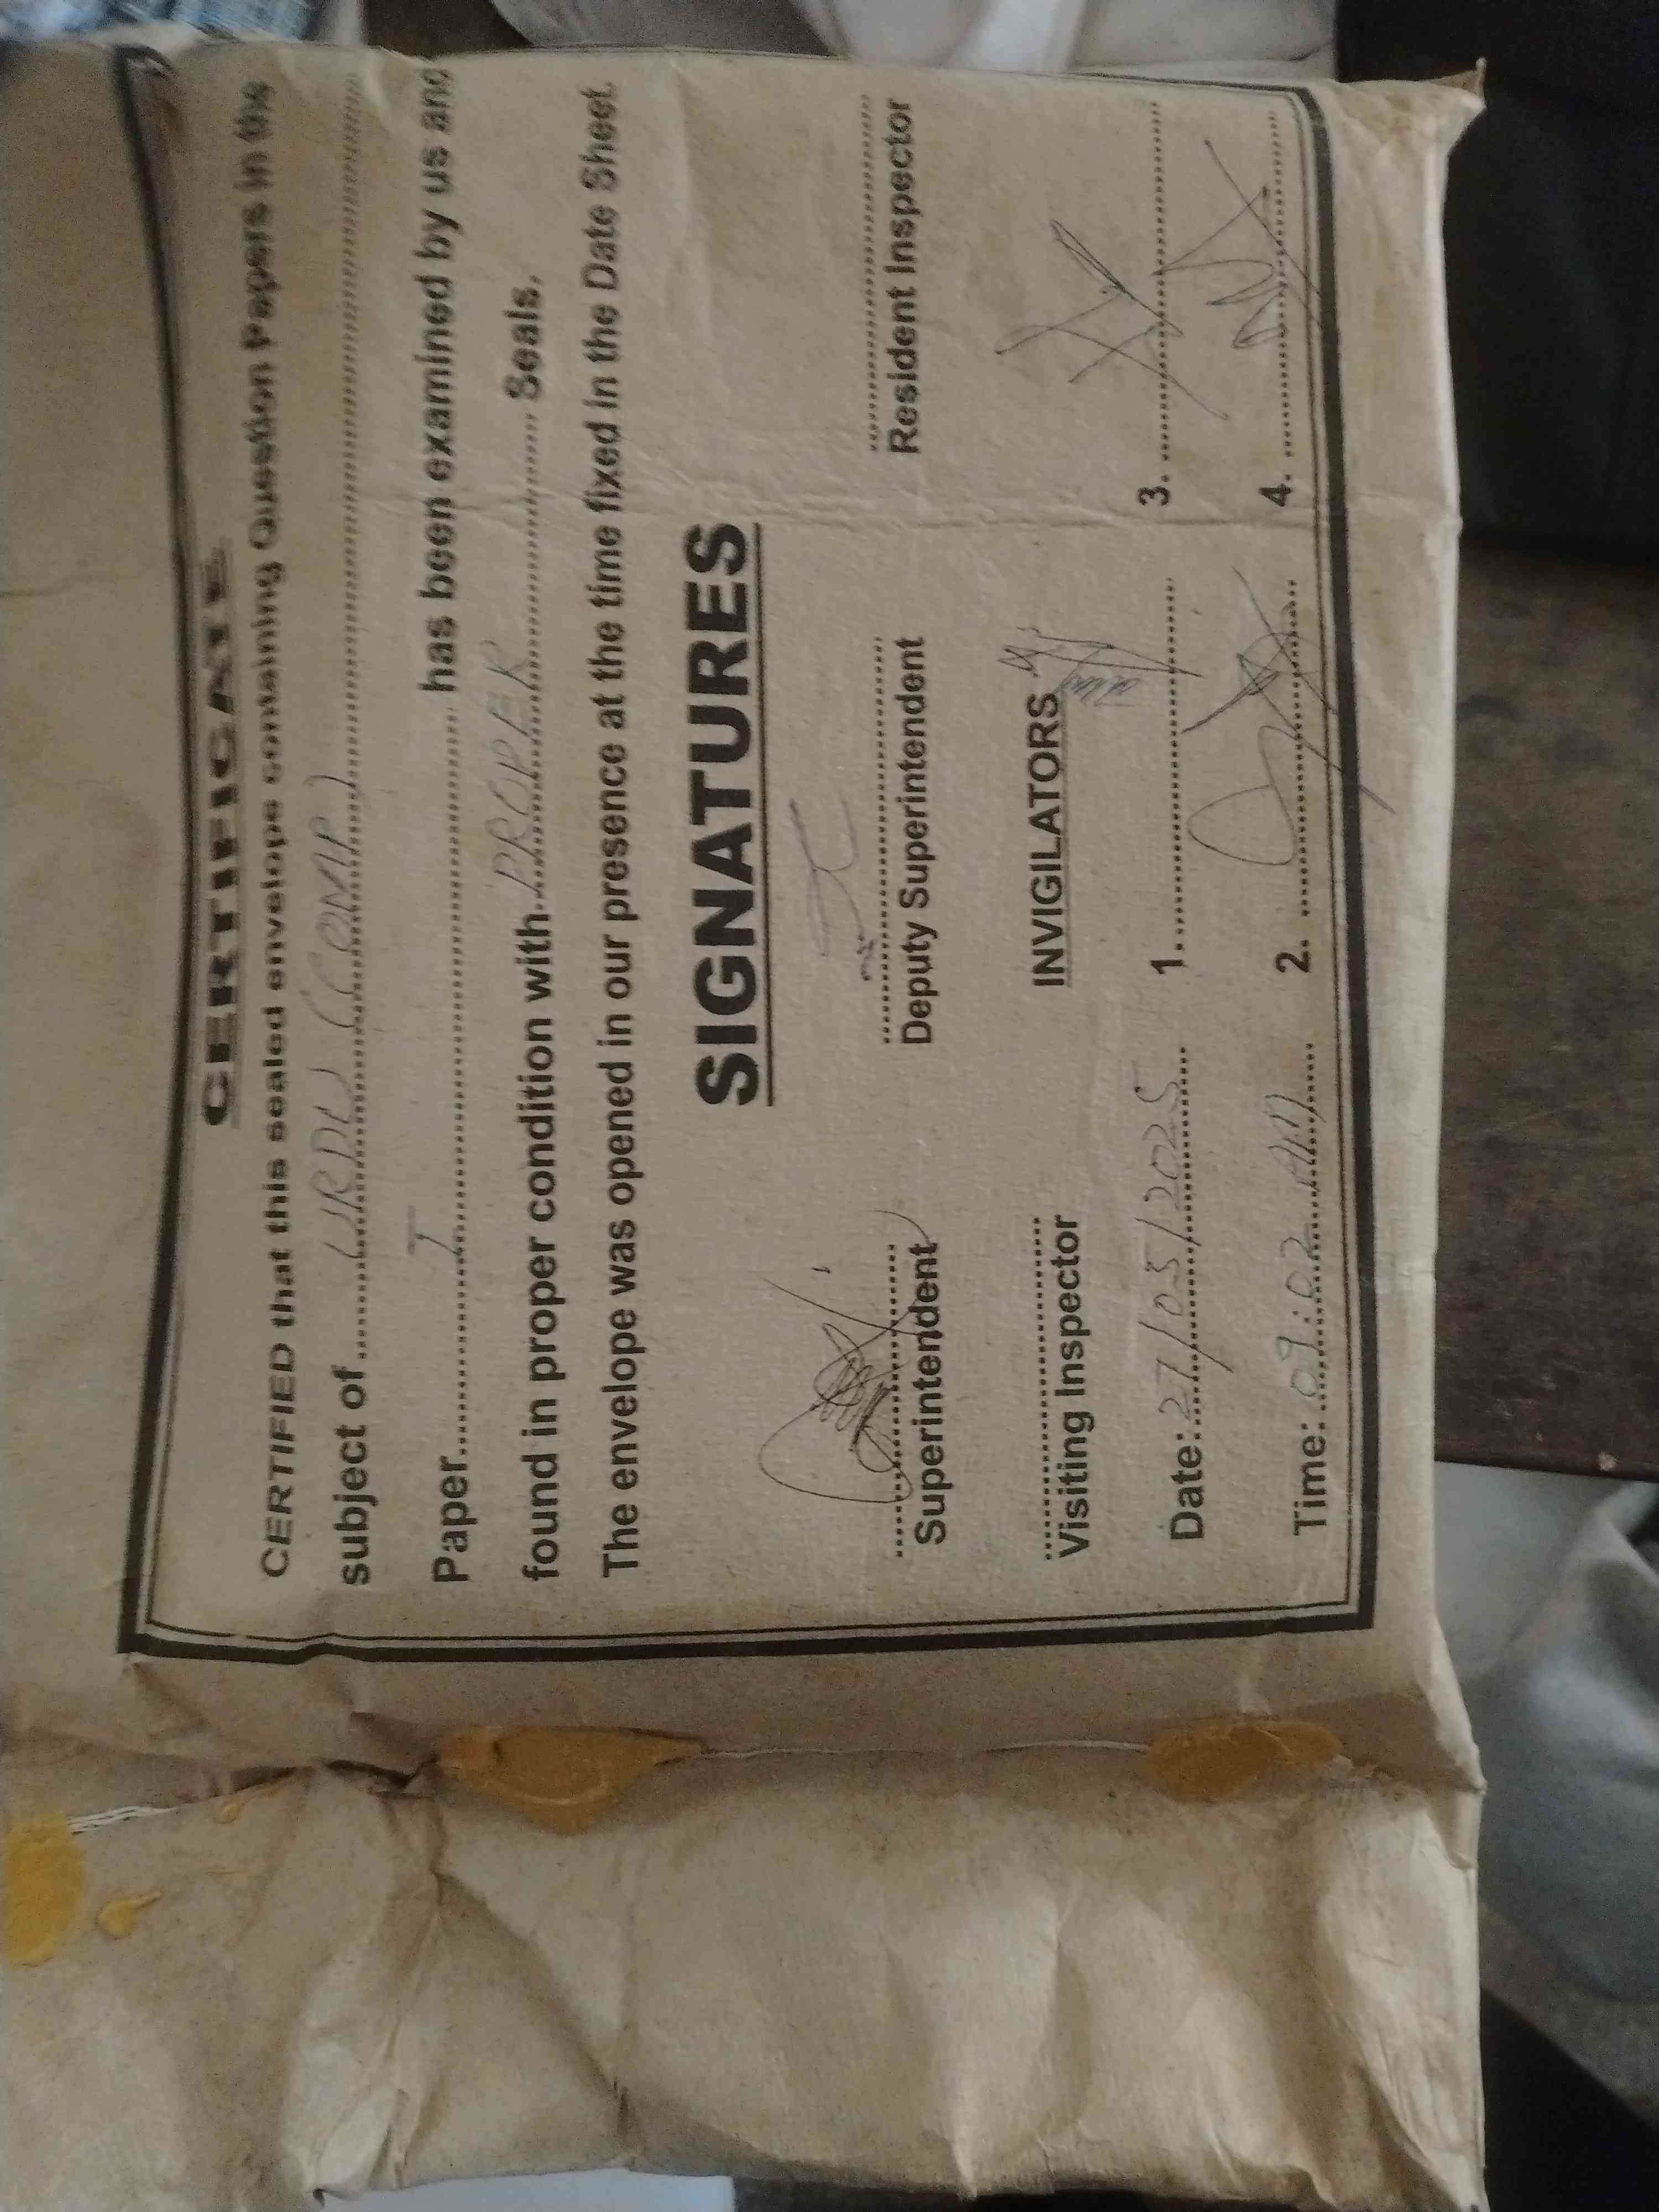 CERTIFICATE
CERTIFIED that this sealed envelope containing Question Papers in the
subject of URDU (COMP)
Paper I has been examined by us and
found in proper condition with PROPER Seals.
The envelope was opened in our presence at the time fixed in the Date Sheet.
SIGNATURES
Superintendent Deputy Superintendent Resident Inspector
Visiting Inspector INVIGILATORS
Date: 27/05/2025 1. 3.
Time: 09:02 AM 2. 4.